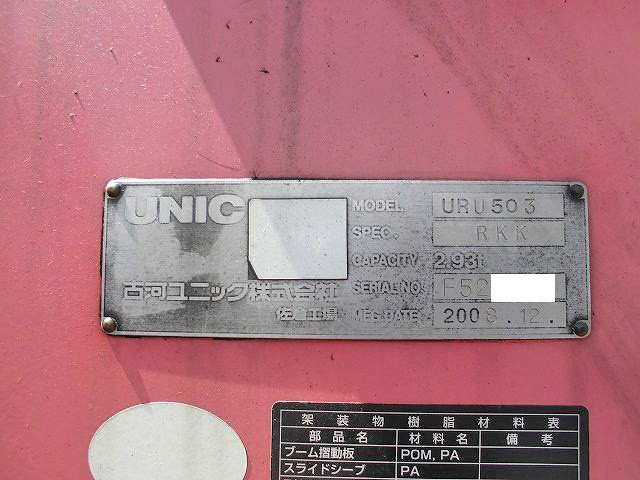 UNIC
MODEL URU503
SPEC. RKK
CAPACITY 2.93t
SERIAL NO F52
古河ユニック株式会社
佐倉工場 MFG.DATE 2008.12.
架装物樹脂材料表
部品名 材料名 備考
ブーム摺動板 POM, PA
スライドシーブ PA